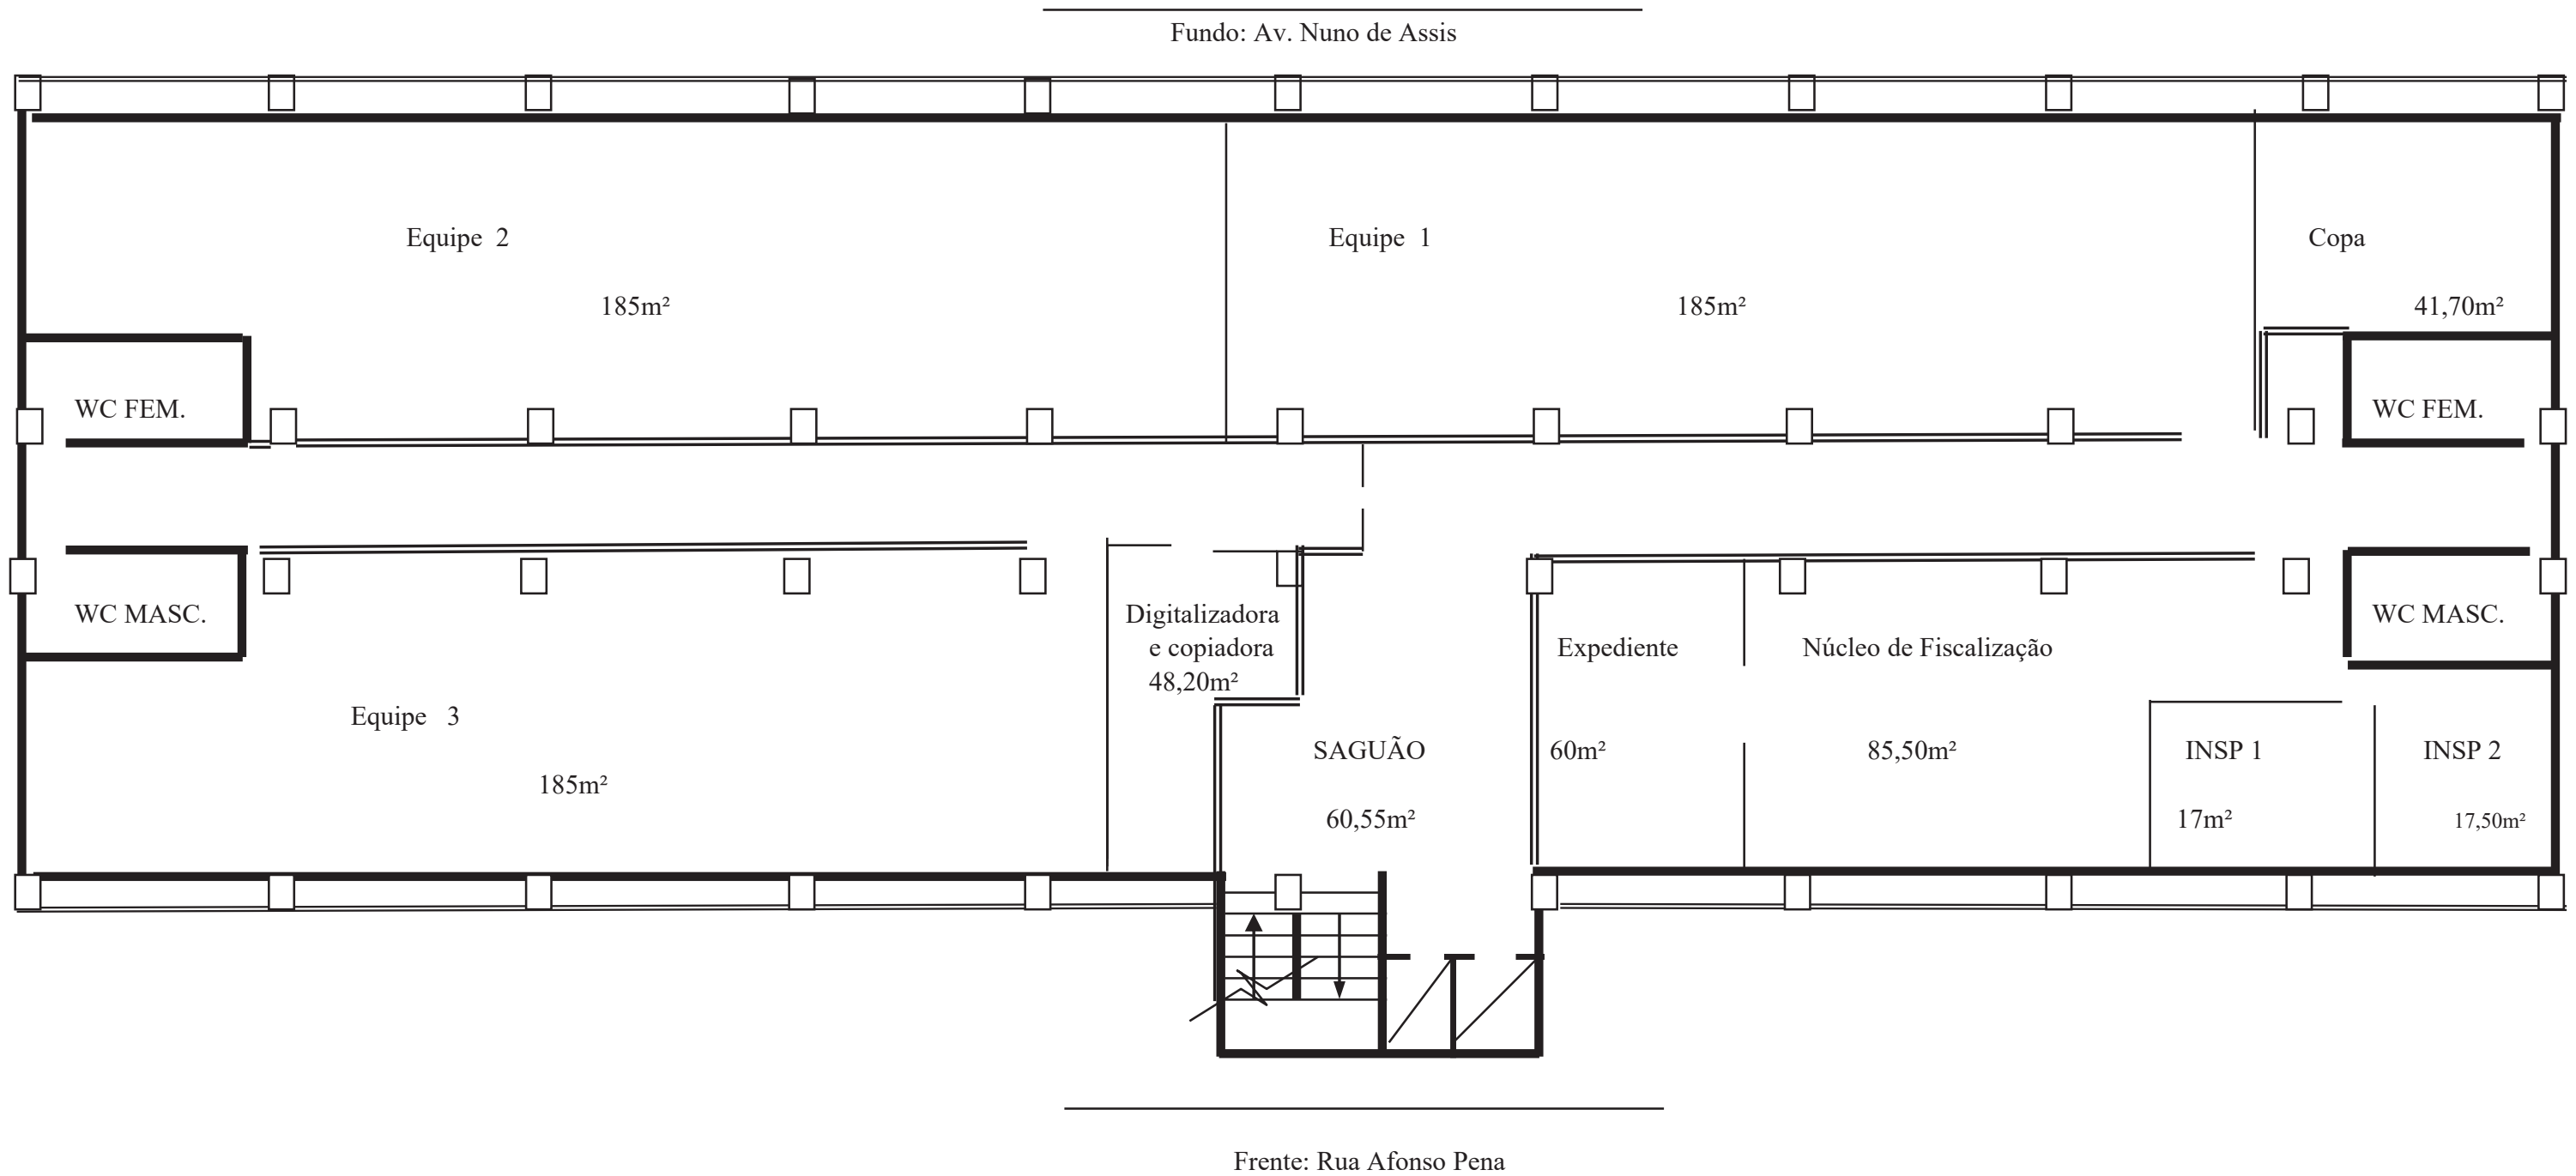 Fundo: Av. Nuno de Assis
Equipe 2
Equipe 1
Copa
185m²
185m²
41,70m²
WC FEM.
WC FEM.
WC MASC.
Digitalizadora
e copiadora
48,20m²
Expediente
Núcleo de Fiscalização
WC MASC.
Equipe 3
SAGUÃO
60m²
85,50m²
INSP 1
INSP 2
185m²
60,55m²
17m²
17,50m²
Frente: Rua Afonso Pena